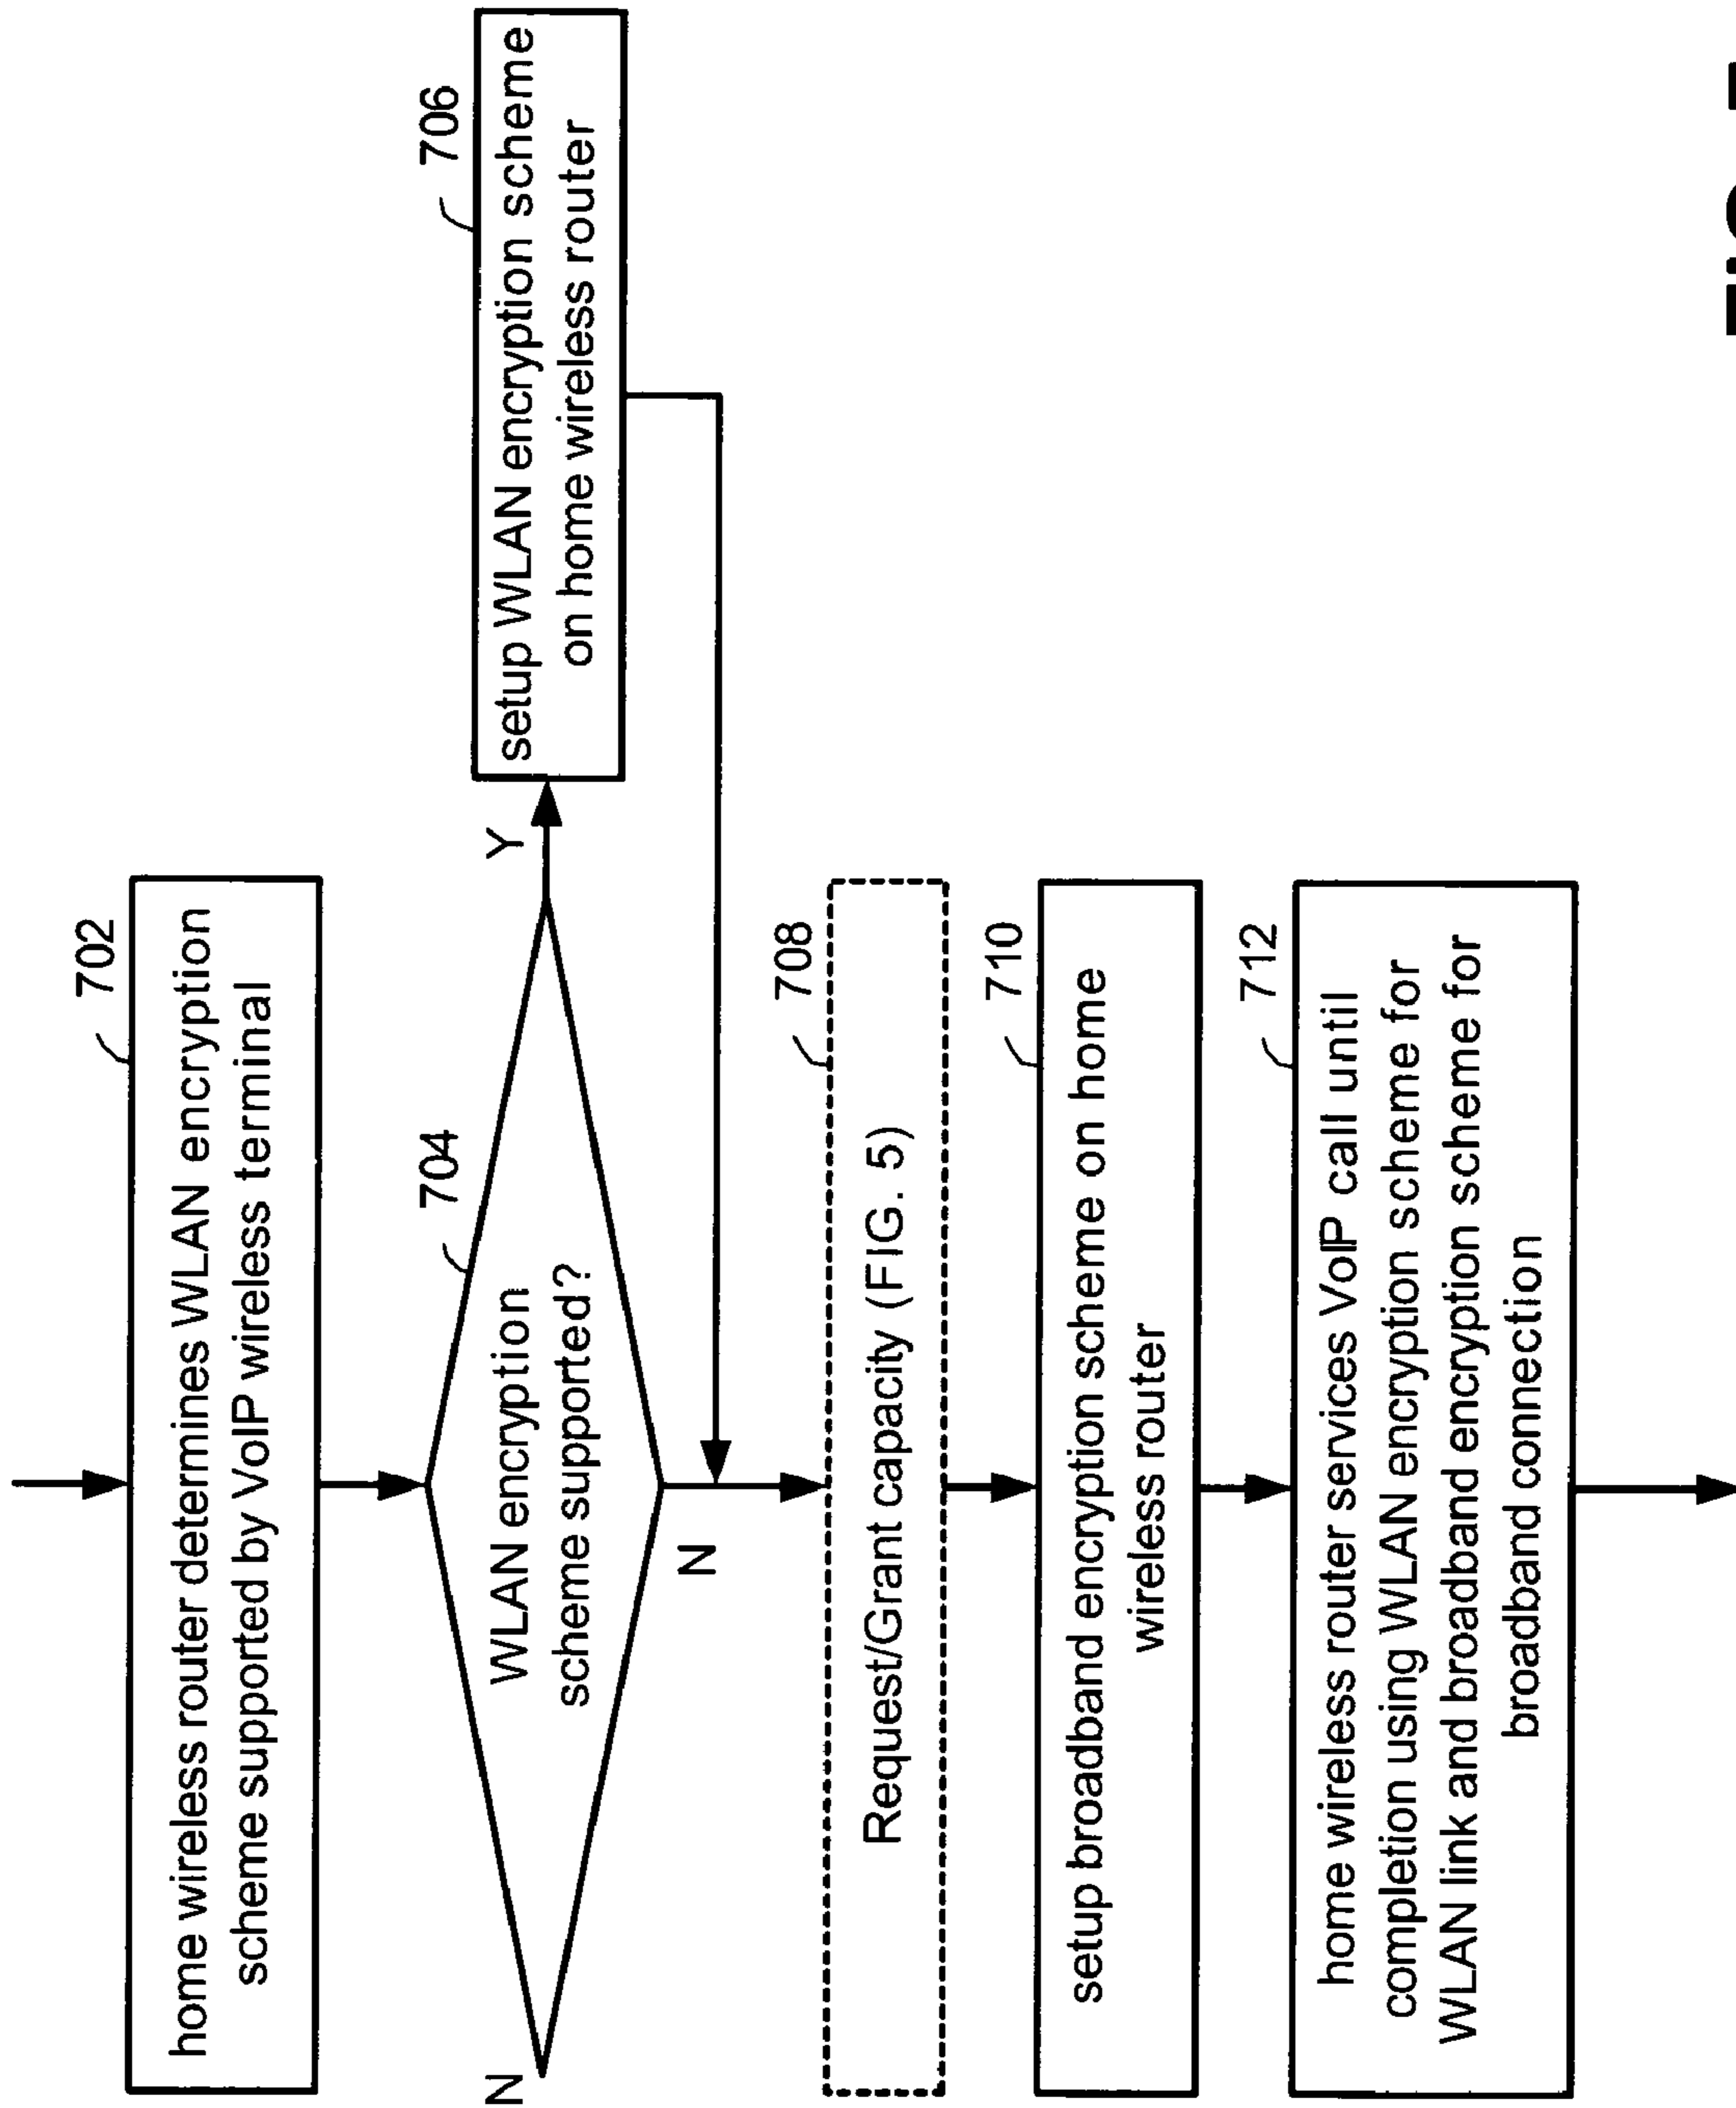 702
home wireless router determines WLAN encryption
scheme supported by VoIP wireless terminal
704
WLAN encryption
scheme supported?
N
Y
N
706
setup WLAN encryption scheme
on home wireless router
708
Request/Grant capacity (FIG. 5)
710
setup broadband encryption scheme on home
wireless router
712
home wireless router services VoIP call until
completion using WLAN encryption scheme for
WLAN link and broadband encryption scheme for
broadband connection